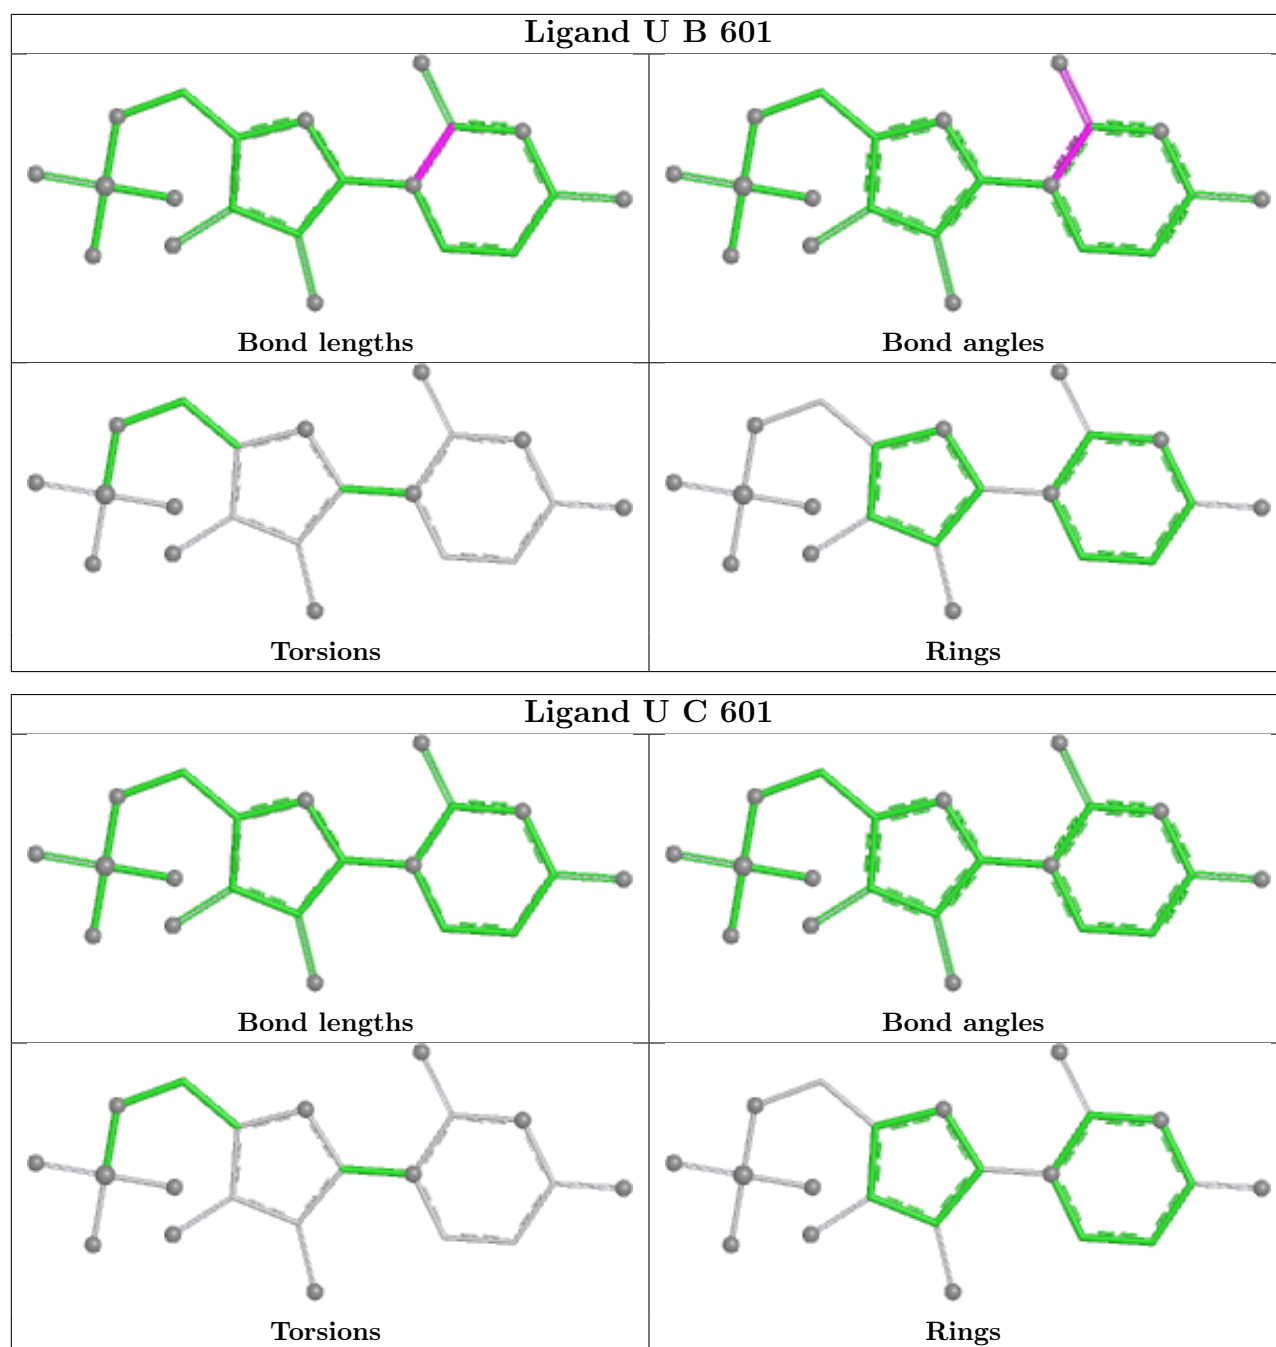 Ligand U B 601
Bond lengths
Bond angles
Torsions
Rings
Ligand U C 601
Bond lengths
Bond angles
Torsions
Rings